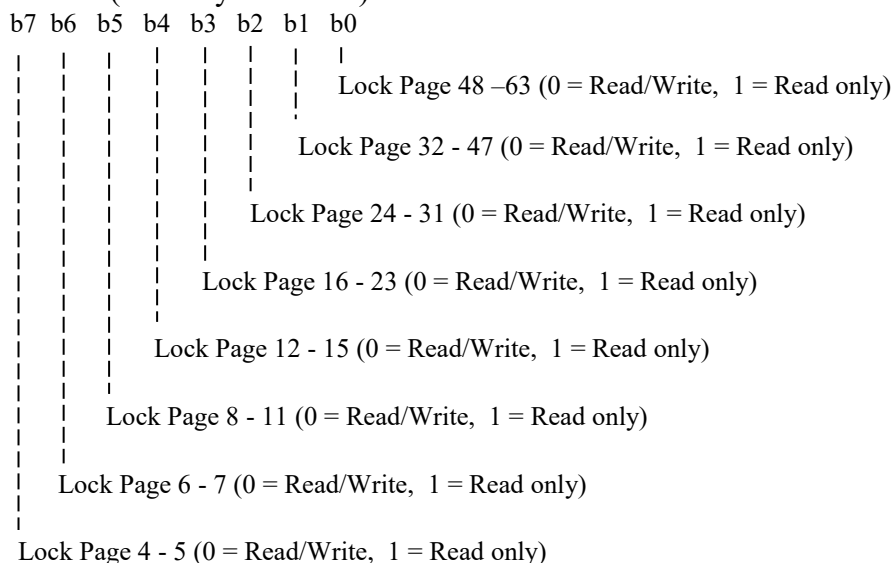 b7 b6 b5 b4 b3 b2 b1 b0
Lock Page 48 –63 (0 = Read/Write, 1 = Read only)
Lock Page 32 - 47 (0 = Read/Write, 1 = Read only)
Lock Page 24 - 31 (0 = Read/Write, 1 = Read only)
Lock Page 16 - 23 (0 = Read/Write, 1 = Read only)
Lock Page 12 - 15 (0 = Read/Write, 1 = Read only)
Lock Page 8 - 11 (0 = Read/Write, 1 = Read only)
Lock Page 6 - 7 (0 = Read/Write, 1 = Read only)
Lock Page 4 - 5 (0 = Read/Write, 1 = Read only)